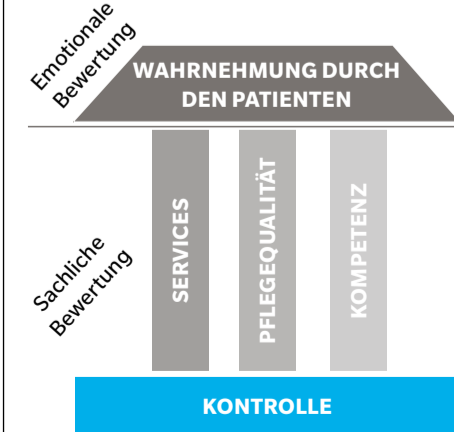 Emotionale
Bewertung
WAHRNEHMUNG DURCH
DEN PATIENTEN
Sachliche
Bewertung
SERVICES
PFLEGEQUALITÄT
KOMPETENZ
KONTROLLE